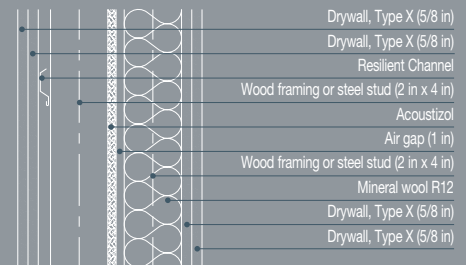 Drywall, Type X (5/8 in)
Drywall, Type X (5/8 in)
Resilient Channel
Wood framing or steel stud (2 in x 4 in)
Acoustizol
Air gap (1 in)
Wood framing or steel stud (2 in x 4 in)
Mineral wool R12
Drywall, Type X (5/8 in)
Drywall, Type X (5/8 in)